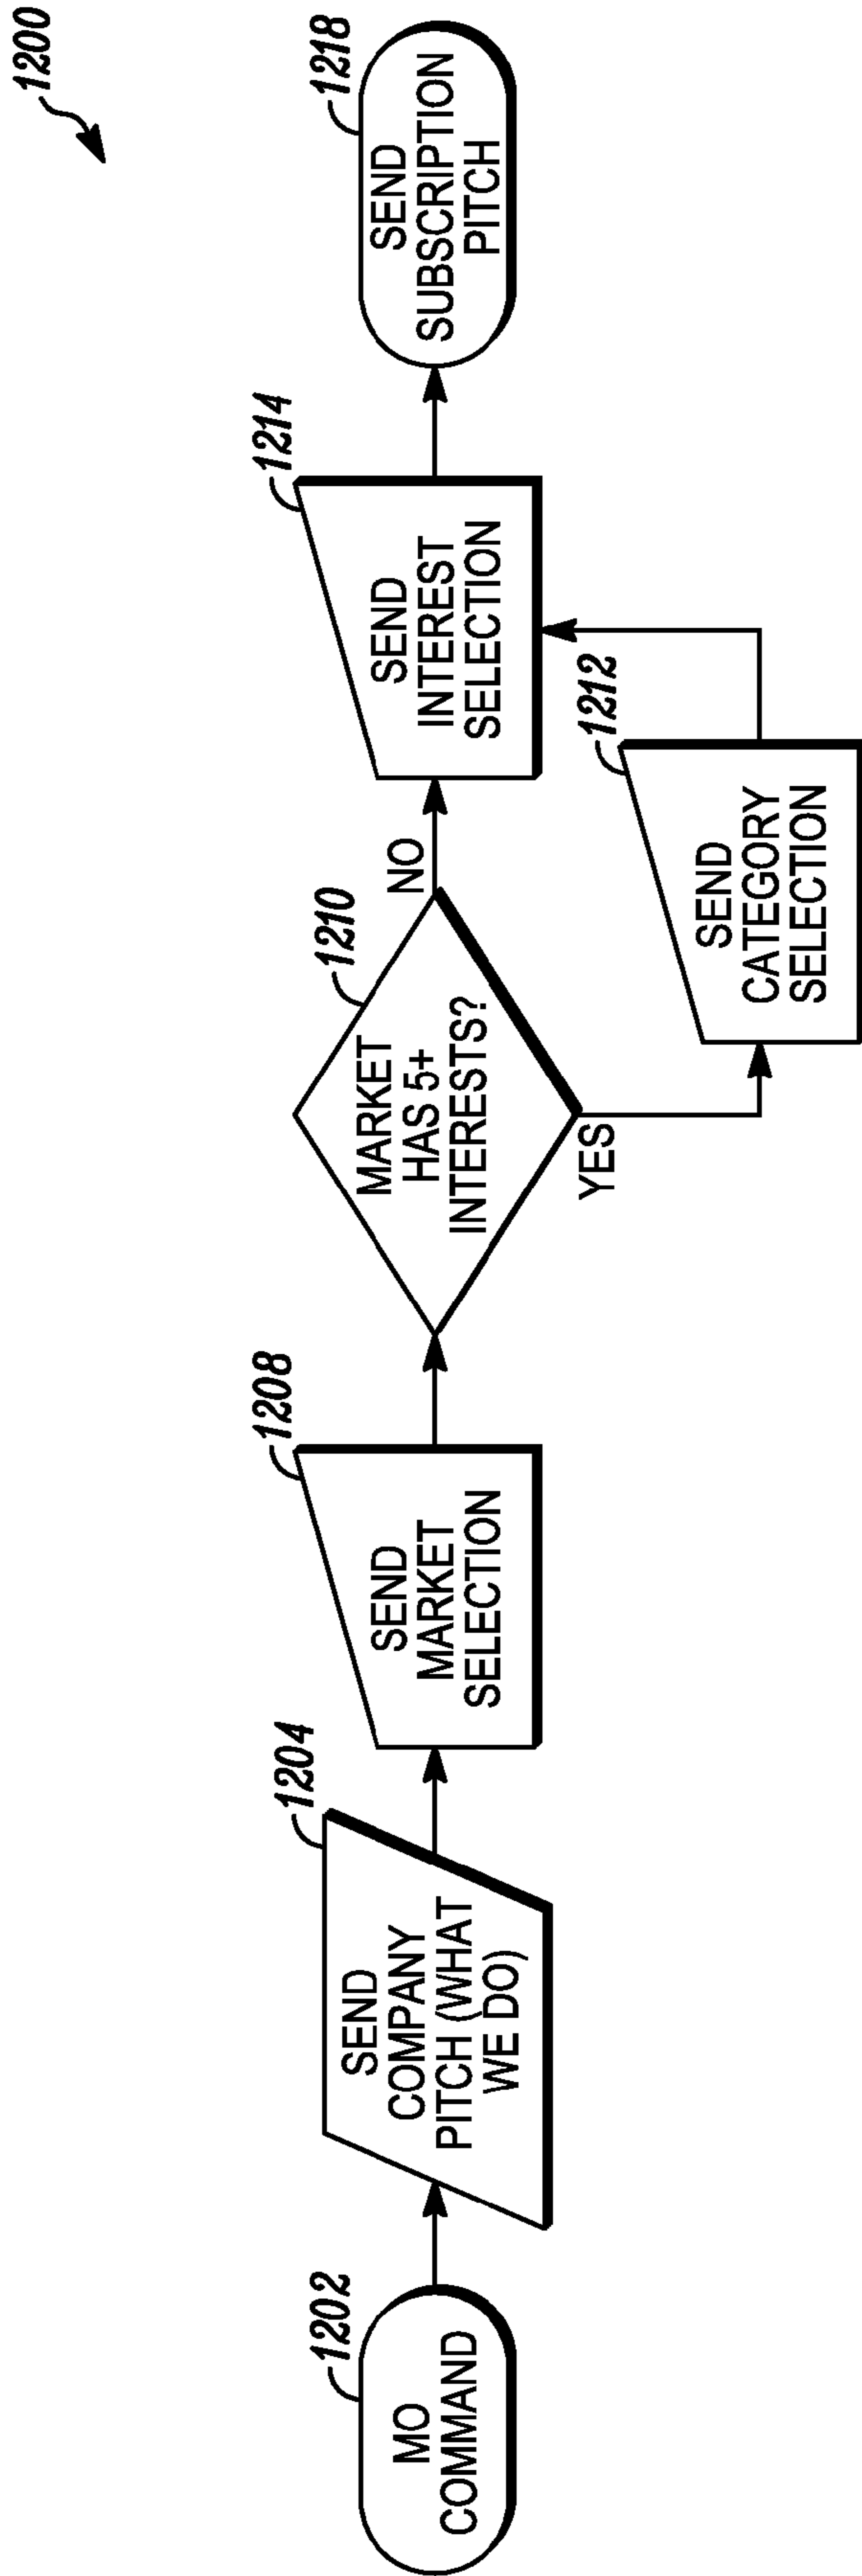 1200
1202
MO
COMMAND
1204
SEND
COMPANY
PITCH (WHAT
WE DO)
1208
SEND
MARKET
SELECTION
1210
MARKET
HAS 5+
INTERESTS?
NO
YES
1212
SEND
CATEGORY
SELECTION
1214
SEND
INTEREST
SELECTION
1218
SEND
SUBSCRIPTION
PITCH